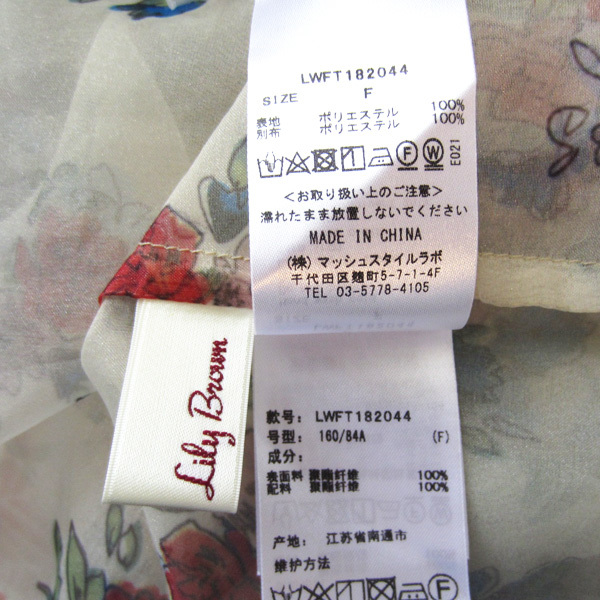 LWFT182044
SIZE F
表地 ポリエステル 100%
別布 ポリエステル 100%
F W
E021
<お取り扱い上のご注意>
濡れたまま放置しないでください
MADE IN CHINA
(株)マッシュスタイルラボ
千代田区麹町5-7-1-4F
TEL 03-5778-4105
Lily Brown
款号: LWFT182044
号型: 160/84A (F)
成分:
表面料 聚酯纤维 100%
配料 聚酯纤维 100%
产地: 江苏省南通市
维护方法
F